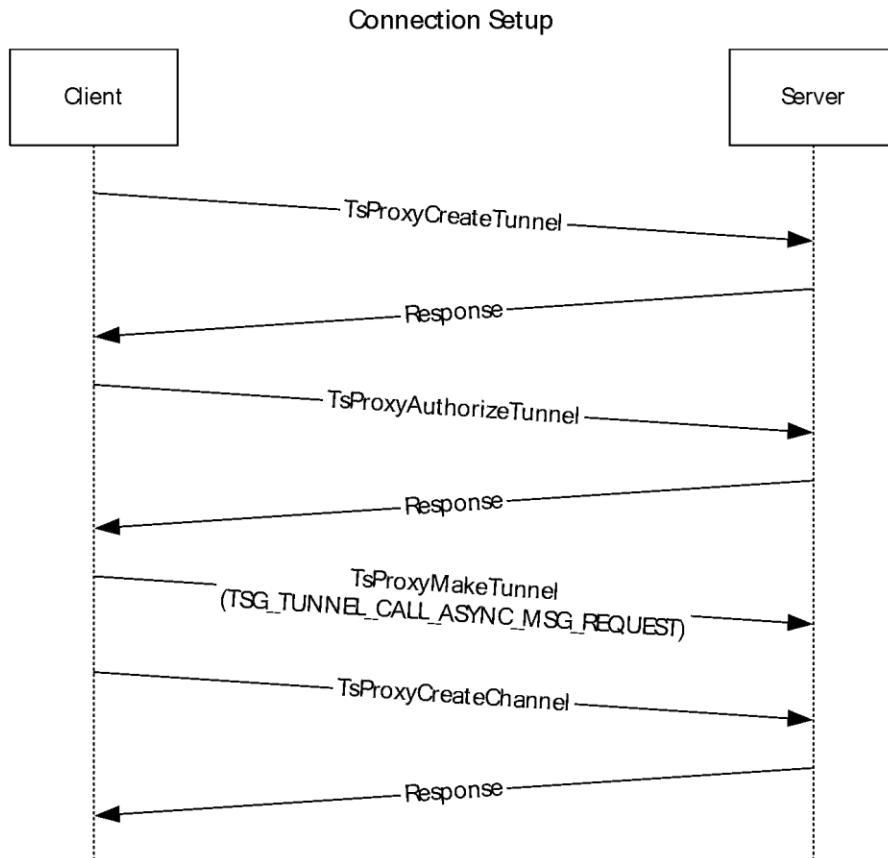 Connection Setup
Client
Server
TsProxyCreateTunnel
Response
TsProxyAuthorizeTunnel
Response
TsProxyMakeTunnel
(TSG_TUNNEL_CALL_ASYNC_MSG_REQUEST)
TsProxyCreateChannel
Response